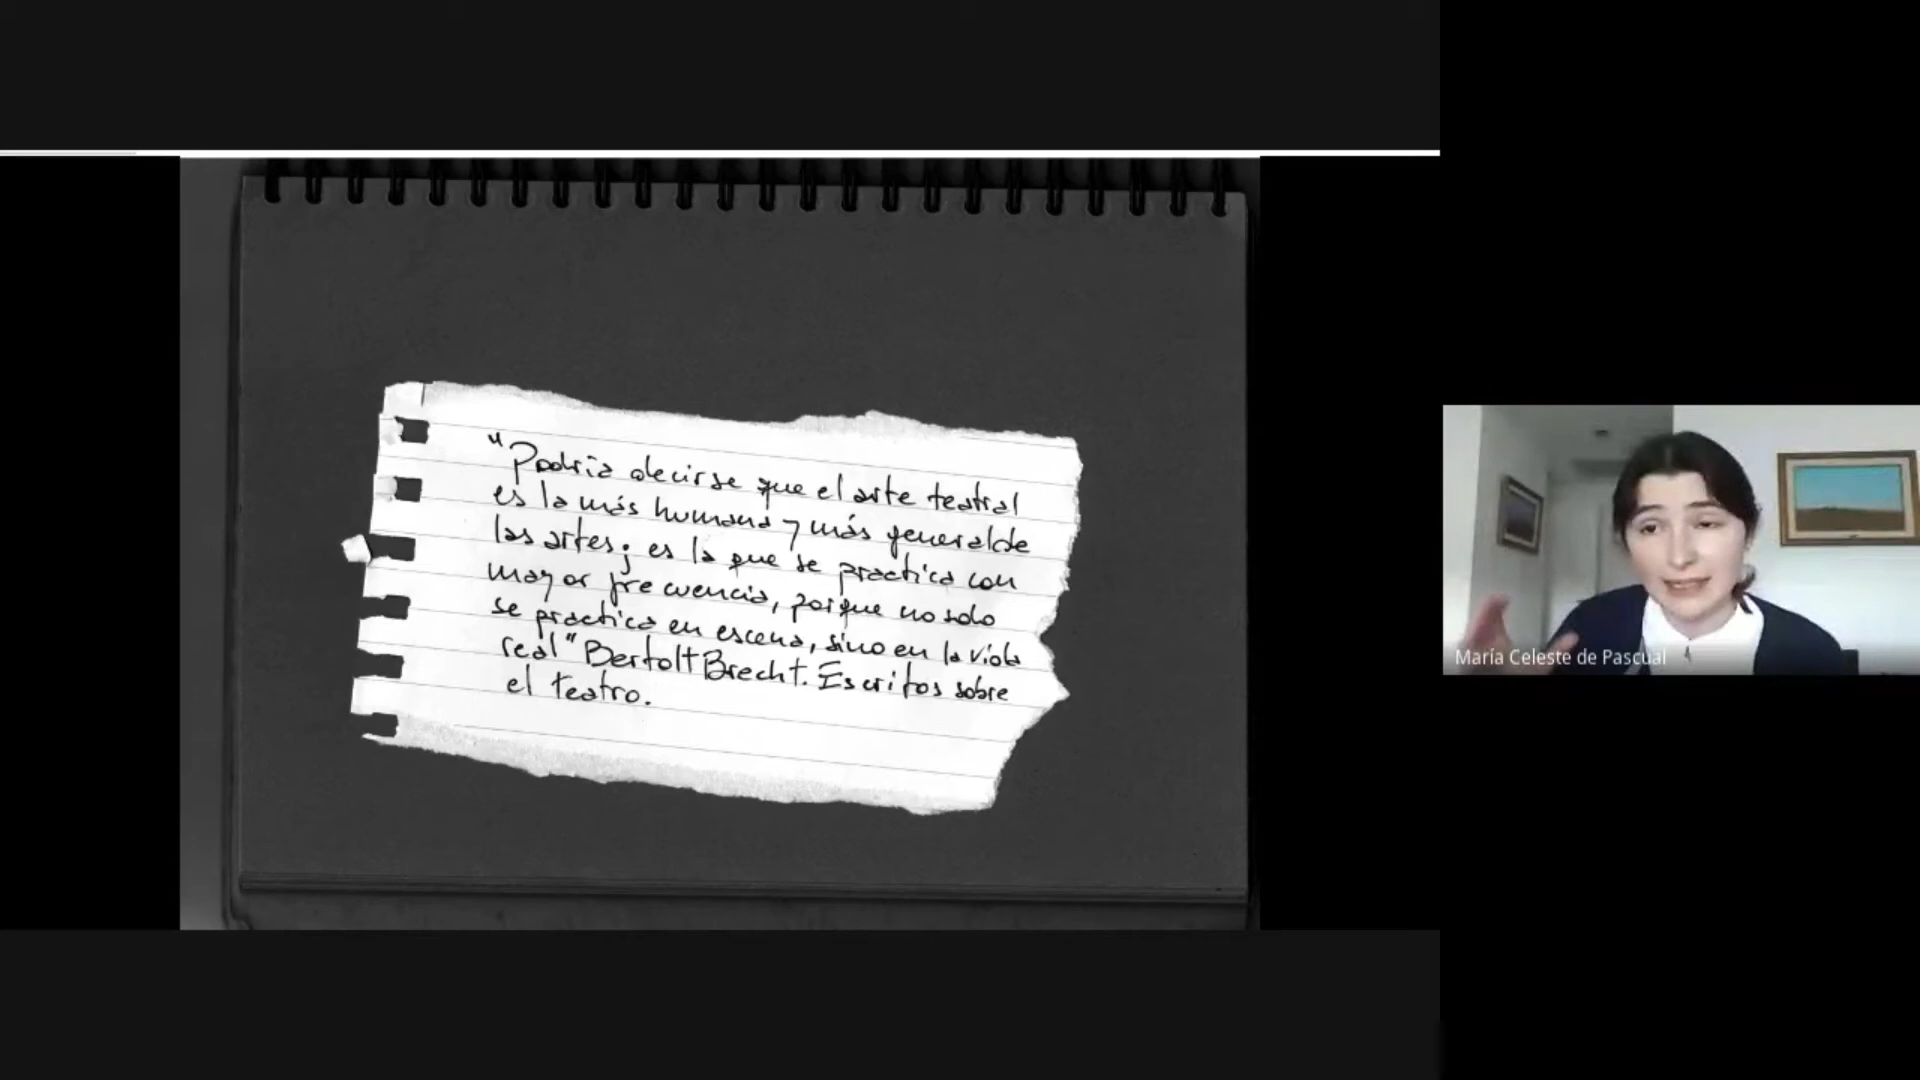 "Podría decirse que el arte teatral
es la más humana y más general de
las artes; es la que se practica con
mayor frecuencia, porque no solo
se practica en escena, sino en la vida
real" Bertolt Brecht. Escritos sobre
el teatro.
María Celeste de Pascual